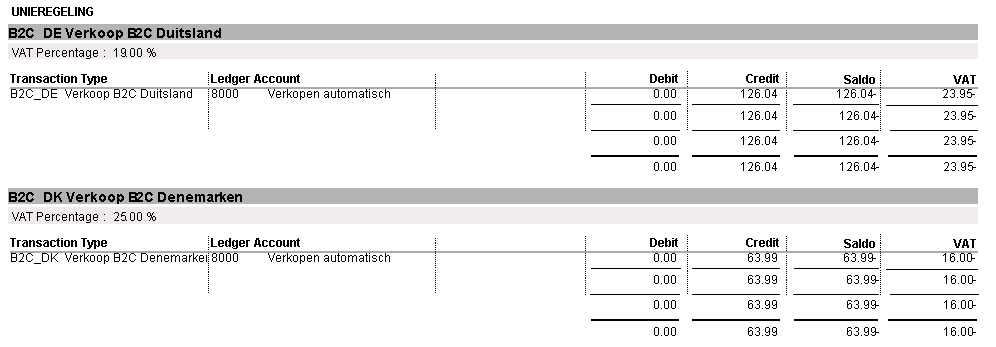 UNIEREGELING
B2C DE Verkoop B2C Duitsland
VAT Percentage : 19.00 %
Transaction Type Ledger Account Debit Credit Saldo VAT
B2C_DE Verkoop B2C Duitsland 8000 Verkopen automatisch 0.00 126.04 126.04- 23.95-
0.00 126.04 126.04- 23.95-
0.00 126.04 126.04- 23.95-
0.00 126.04 126.04- 23.95-
B2C DK Verkoop B2C Denemarken
VAT Percentage : 25.00 %
Transaction Type Ledger Account Debit Credit Saldo VAT
B2C_DK Verkoop B2C Denemarken 8000 Verkopen automatisch 0.00 63.99 63.99- 16.00-
0.00 63.99 63.99- 16.00-
0.00 63.99 63.99- 16.00-
0.00 63.99 63.99- 16.00-